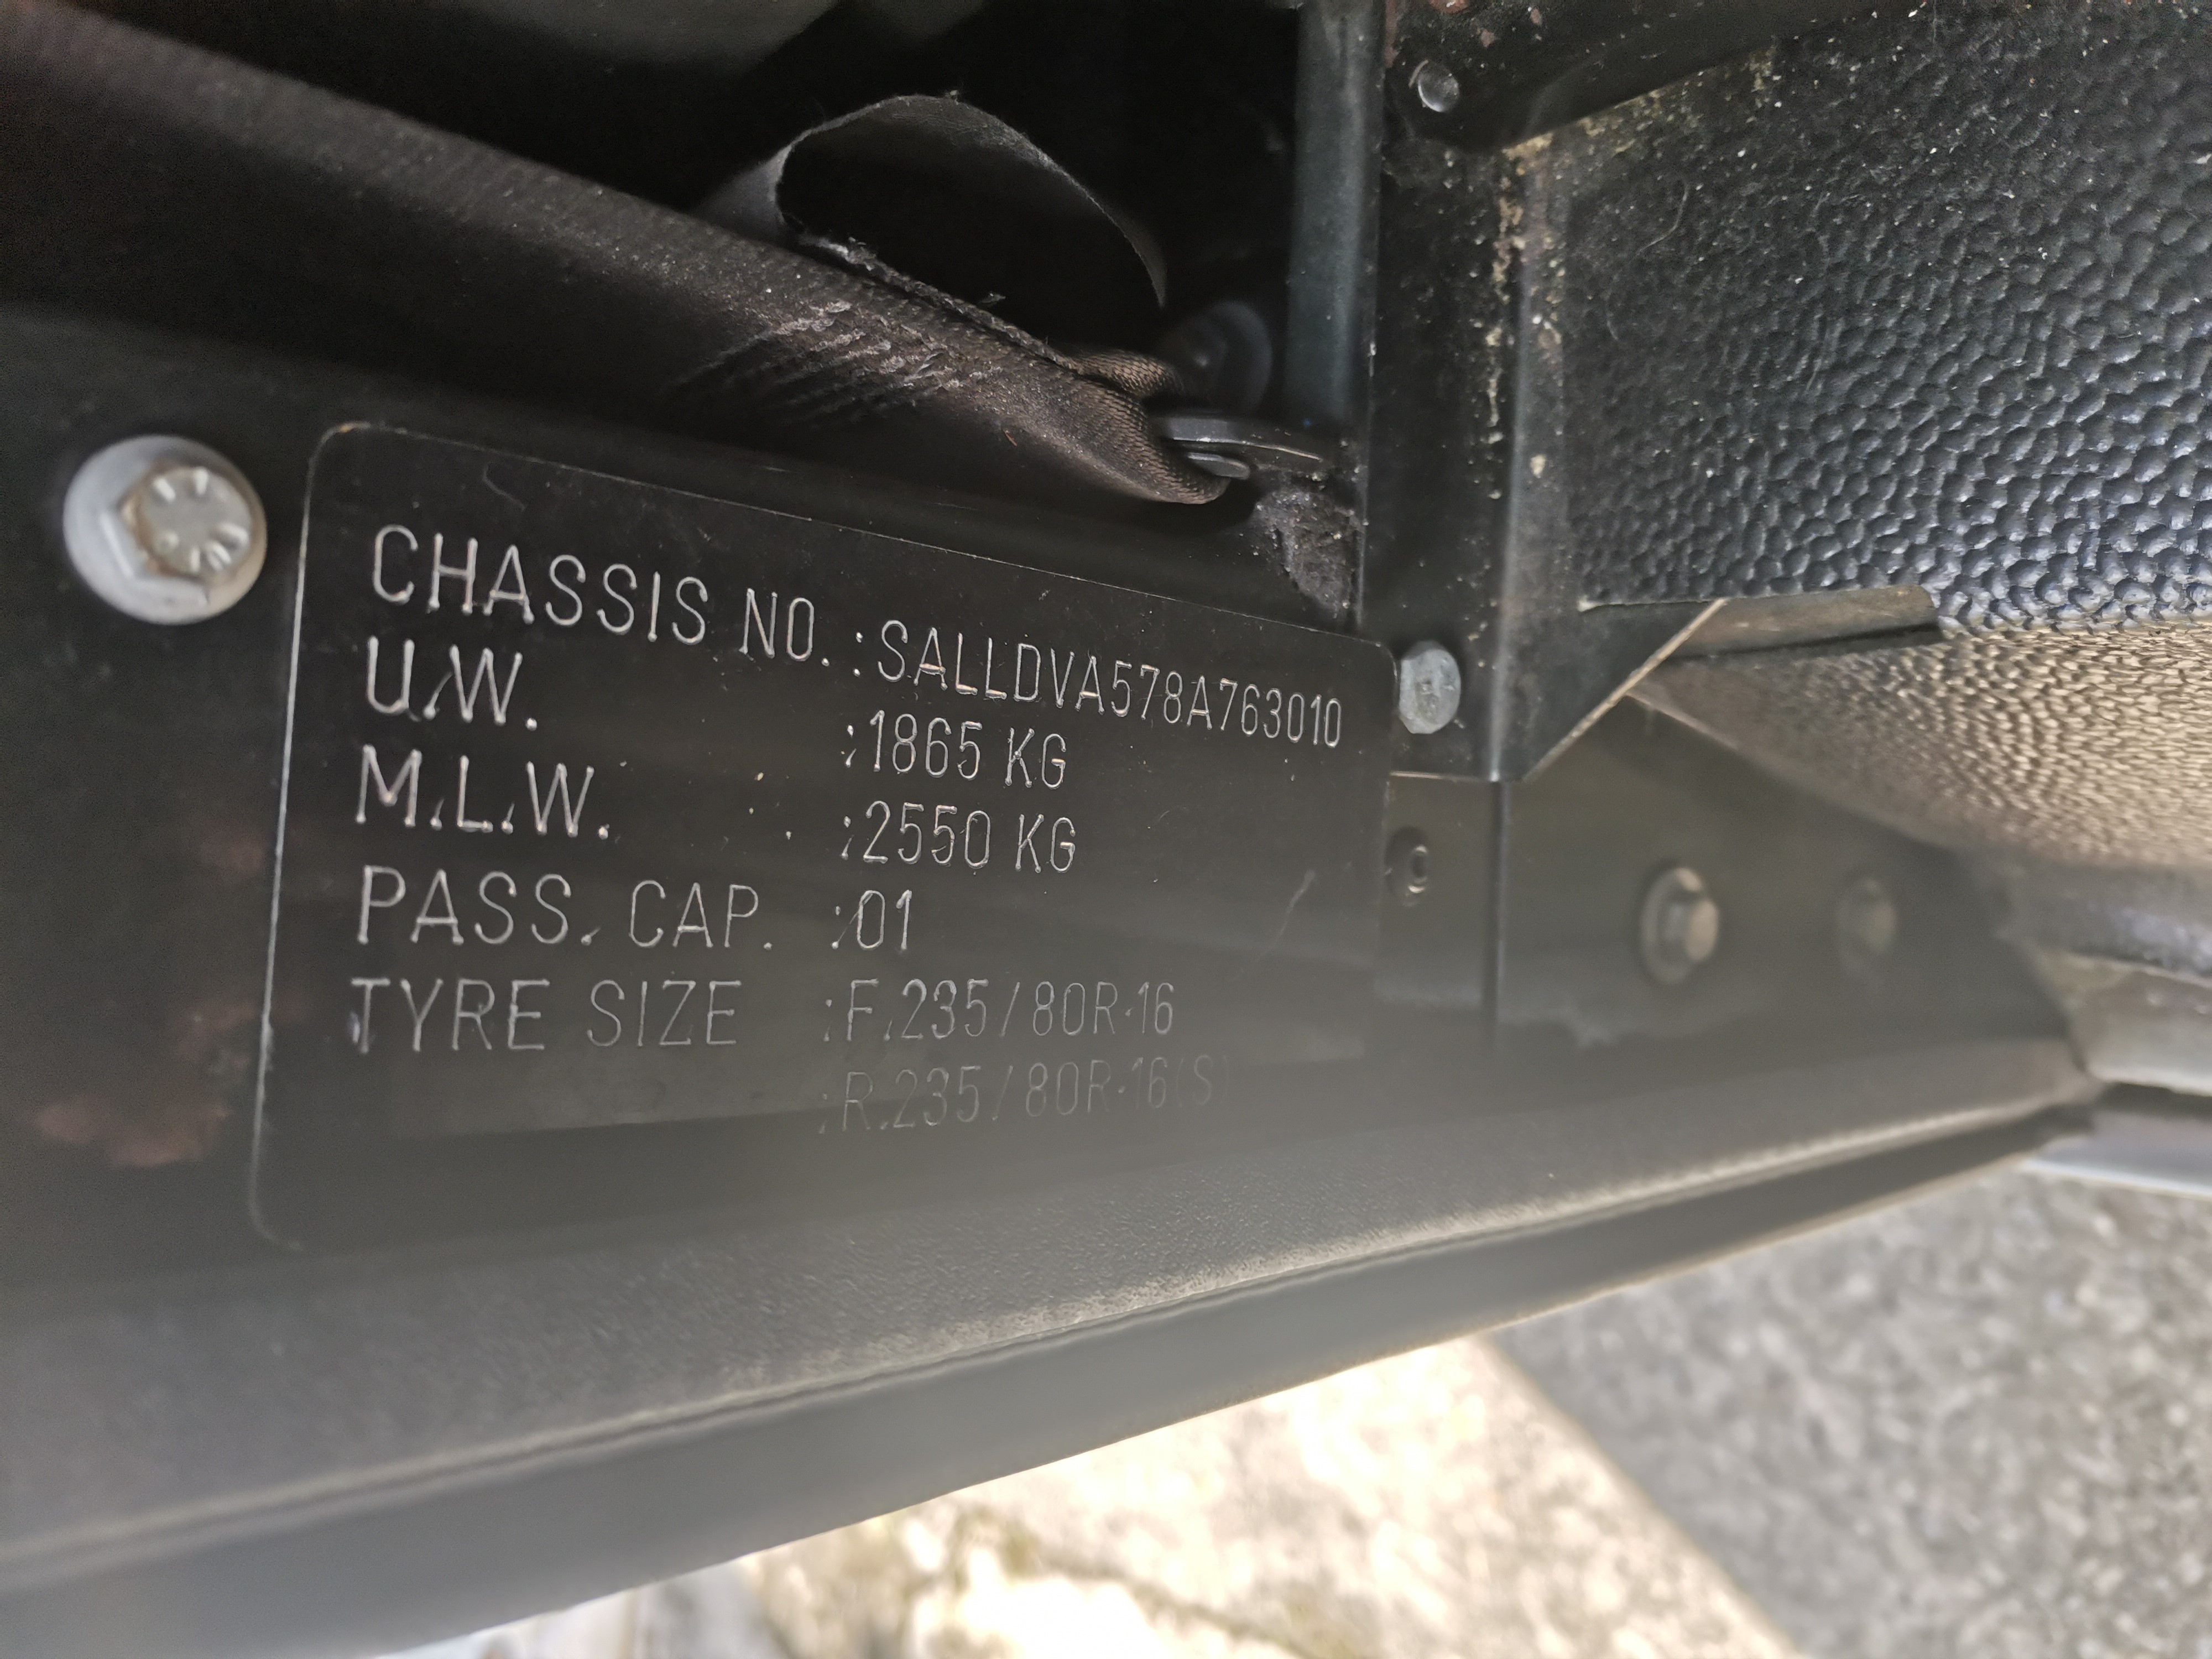 CHASSIS NO. :SALLDVA578A763010
U.W. :1865 KG
M.L.W. :2550 KG
PASS. CAP. :01
TYRE SIZE :F.235/80R.16
:R.235/80R.16(S)